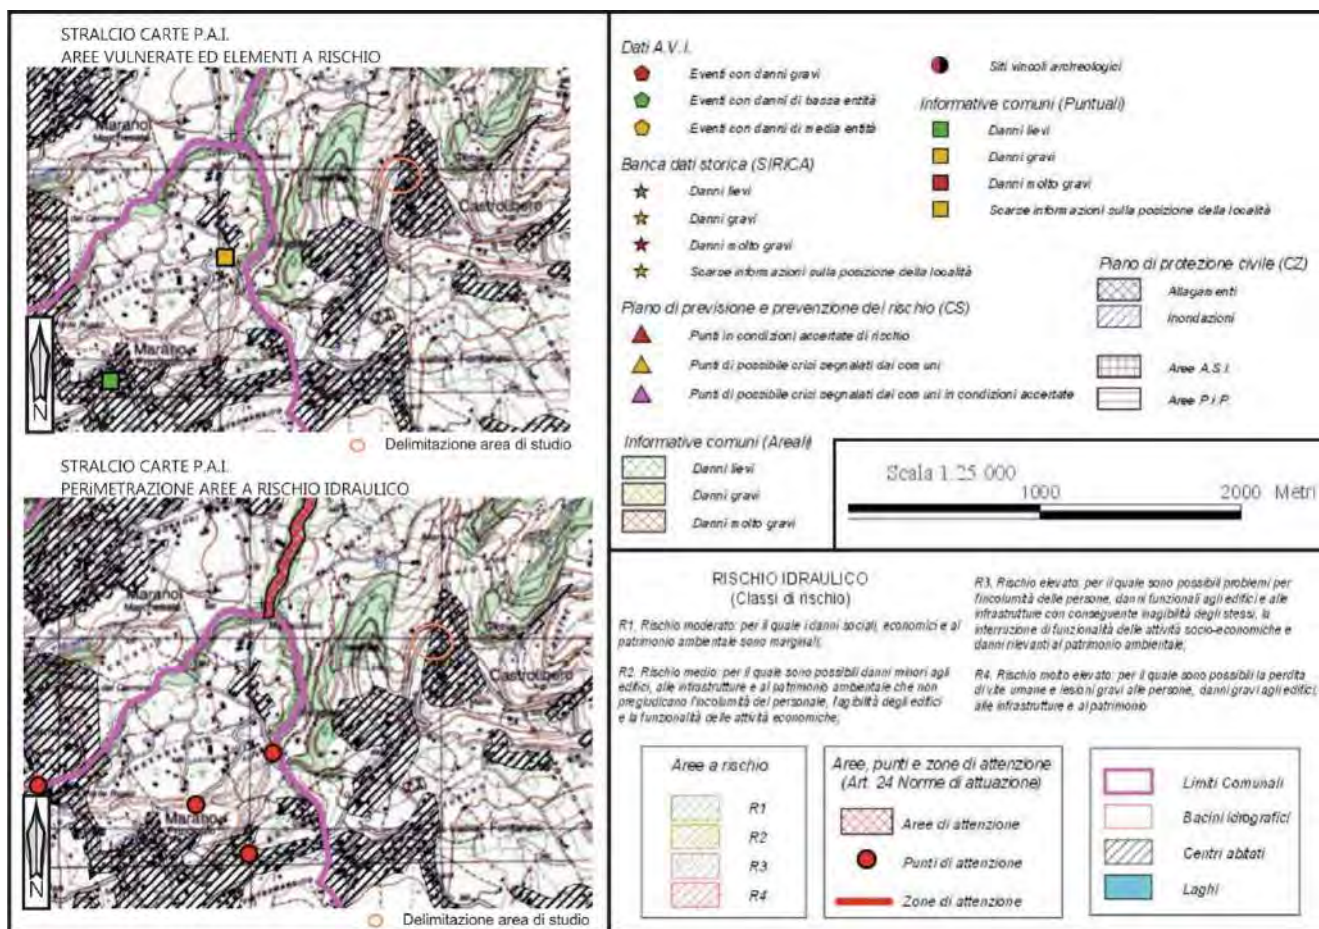 STRALCIO CARTE P.A.I.
AREE VULNERATE ED ELEMENTI A RISCHIO
Maranoi
Marchesato
Castrolibero
Marano
N
Delimitazione area di studio
STRALCIO CARTE P.A.I.
PERiMETRAZIONE AREE A RISCHIO IDRAULICO
Maranoi
Marchesato
Castrolibero
Marano
N
Delimitazione area di studio
Dati A.V.I.
Eventi con danni gravi
Eventi con danni di bassa entità
Eventi con danni di media entità
Banca dati storica (SIRiCA)
Danni lievi
Danni gravi
Danni molto gravi
Scarse informazioni sulla posizione della località
Piano di previsione e prevenzione del rischio (CS)
Punti in condizioni accertate di rischio
Punti di possibile crisi segnalati dai comuni
Punti di possibile crisi segnalati dai comuni in condizioni accertate
Informative comuni (Areali)
Danni lievi
Danni gravi
Danni molto gravi
Siti vincoli archeologici
Informative comuni (Puntuali)
Danni lievi
Danni gravi
Danni molto gravi
Scarse informazioni sulla posizione della località
Piano di protezione civile (CZ)
Allagamenti
Inondazioni
Aree A.S.I.
Aree P.I.P.
Scala 1:25 000
1000 2000 Metri
RISCHIO IDRAULICO
(Classi di rischio)
R1. Rischio moderato: per il quale i danni sociali, economici e al
patrimonio ambientale sono marginali;
R2. Rischio medio: per il quale sono possibili danni minori agli
edifici, alle infrastrutture e al patrimonio ambientale che non
pregiudicano l'incolumità del personale, l'agibilità degli edifici
e la funzionalità delle attività economiche;
R3. Rischio elevato: per il quale sono possibili problemi per
l'incolumità delle persone, danni funzionali agli edifici e alle
infrastrutture con conseguente inagibilità degli stessi, la
interruzione di funzionalità delle attività socio-economiche e
danni rilevanti al patrimonio ambientale;
R4. Rischio molto elevato: per il quale sono possibili la perdita
di vite umane e lesioni gravi alle persone, danni gravi agli edifici,
alle infrastrutture e al patrimonio
Aree a rischio
R1
R2
R3
R4
Aree, punti e zone di attenzione
(Art. 24 Norme di attuazione)
Aree di attenzione
Punti di attenzione
Zone di attenzione
Limiti Comunali
Bacini Idrografici
Centri abitati
Laghi